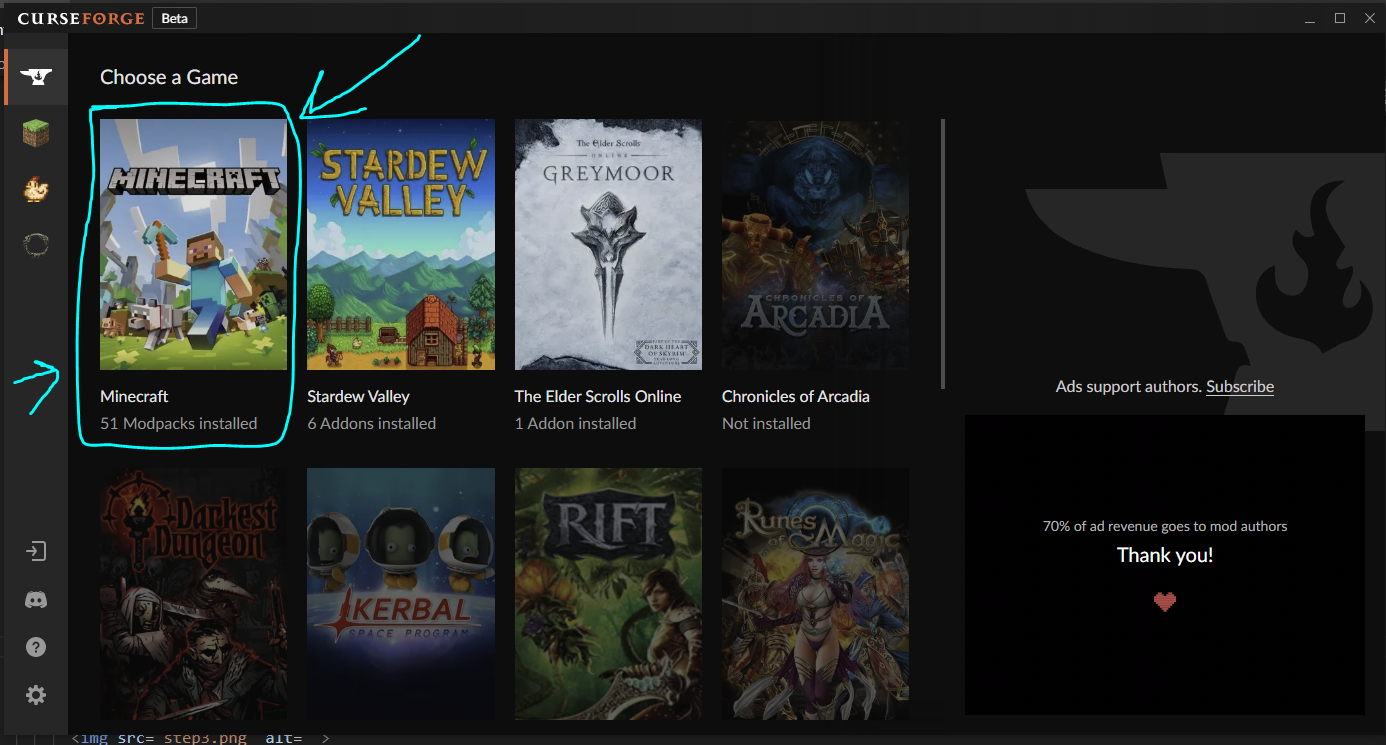 CURSEFORGE Beta
Choose a Game
MINECRAFT
STARDEW
VALLEY
The Elder Scrolls
ONLINE
GREYMOOR
DARK HEART
OF SKYRIM
CHRONICLES OF
ARCADIA
Minecraft
51 Modpacks installed
Stardew Valley
6 Addons installed
The Elder Scrolls Online
1 Addon installed
Chronicles of Arcadia
Not installed
Darkest
Dungeon
KERBAL
SPACE PROGRAM
RIFT
Runes
of Magic
Ads support authors. Subscribe
70% of ad revenue goes to mod authors
Thank you!
<img src= step3.png alt= >